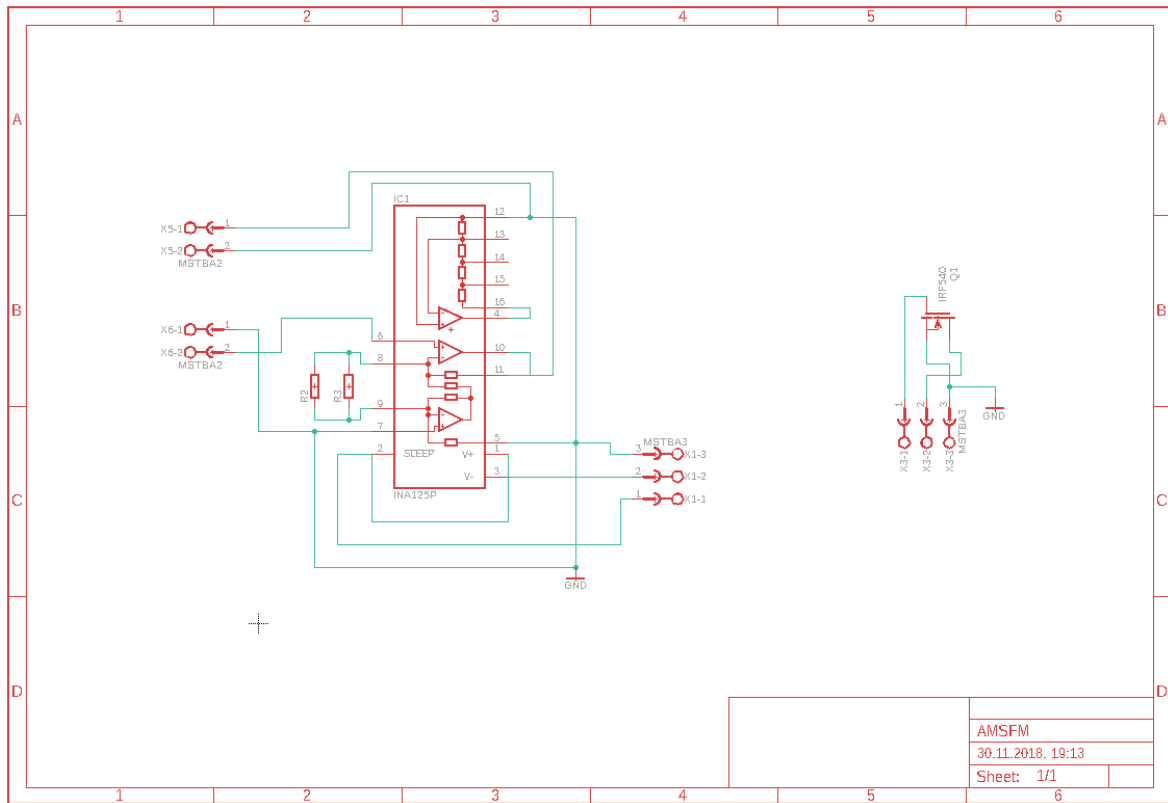 1 2 3 4 5 6
A A
IC1
12
13
X5-1 1
X5-2 2
MSTBA2
14
15
IRF540
Q1
16
4
B B
X6-1 1
X6-2 2
MSTBA2
6
8
10
11
R2
R3
9
7
1 2 3
GND
MSTBA3
X3-1
X3-2
X3-3
5
MSTBA3
2
SLEEP
V+ 1
3 X1-3
V- 3
2 X1-2
1 X1-1
INA125P
C C
GND
D D
AMSFM
30.11.2018. 19:13
Sheet: 1/1
1 2 3 4 5 6